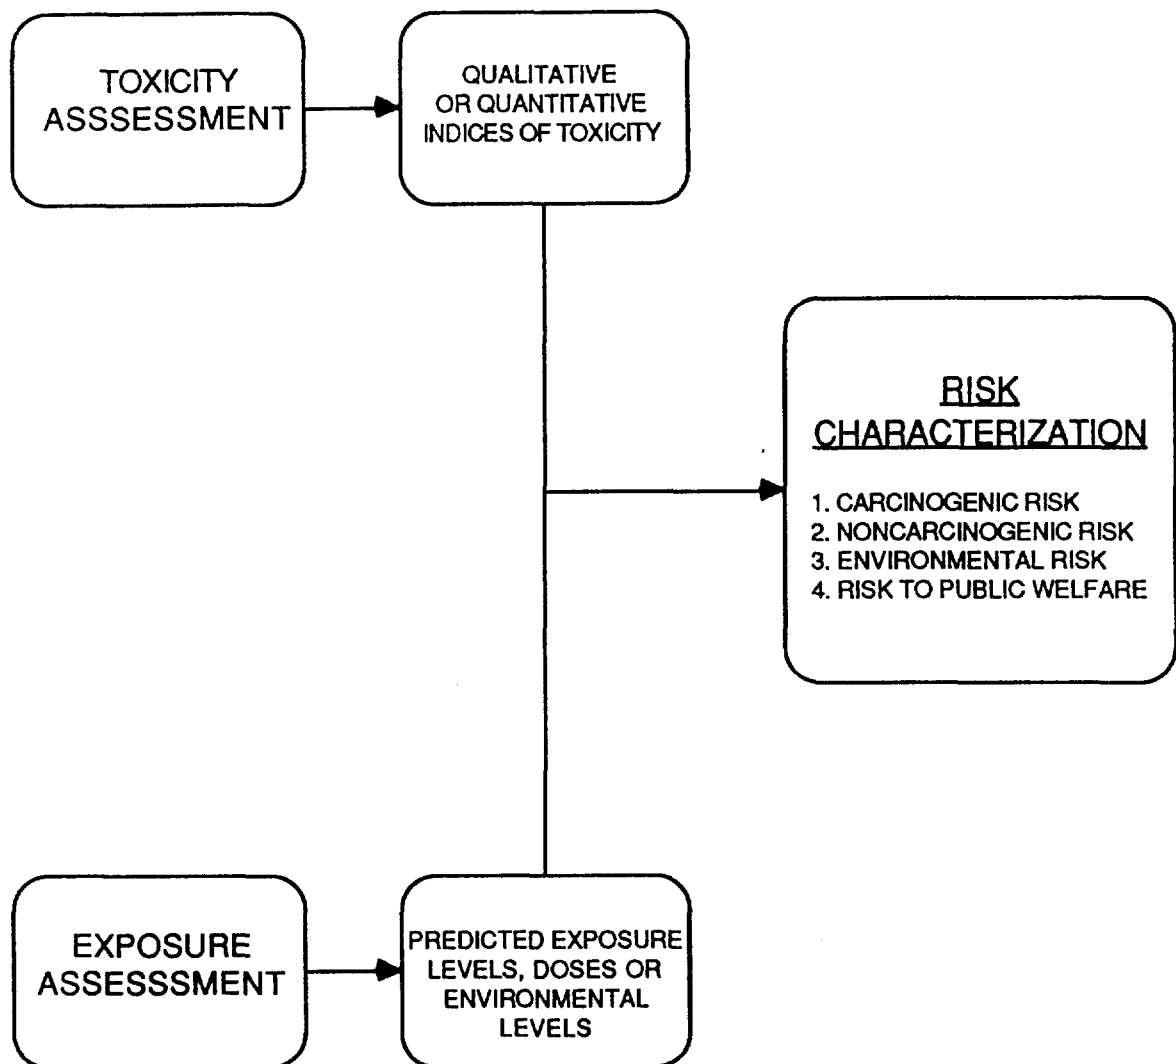 TOXICITY
ASSSESSMENT
QUALITATIVE
OR QUANTITATIVE
INDICES OF TOXICITY
RISK
CHARACTERIZATION
1. CARCINOGENIC RISK
2. NONCARCINOGENIC RISK
3. ENVIRONMENTAL RISK
4. RISK TO PUBLIC WELFARE
EXPOSURE
ASSESSSMENT
PREDICTED EXPOSURE
LEVELS, DOSES OR
ENVIRONMENTAL
LEVELS